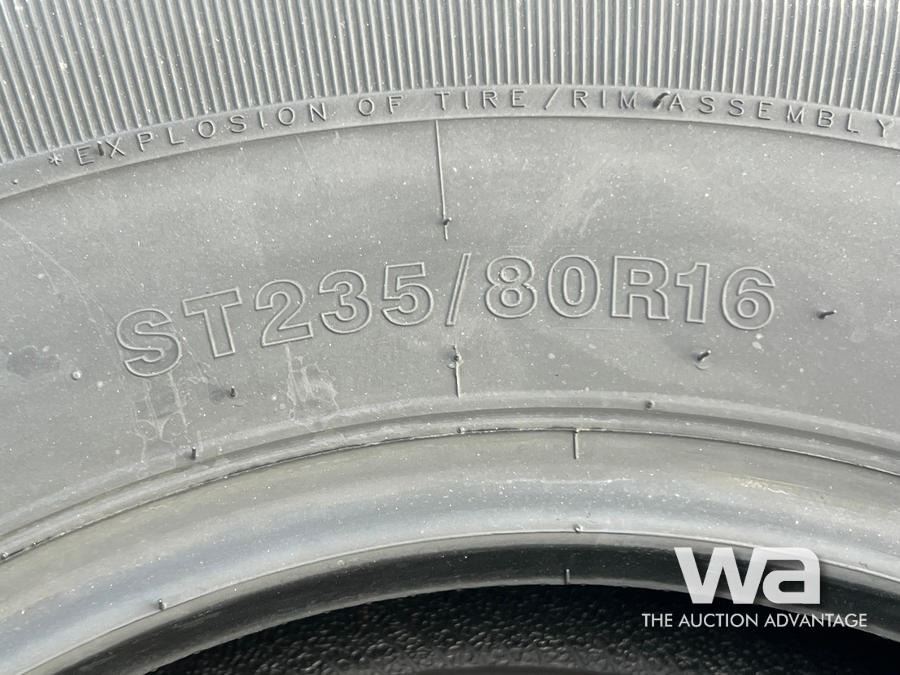 *EXPLOSION OF TIRE/RIM ASSEMBLY
ST235/80R16
wa
THE AUCTION ADVANTAGE